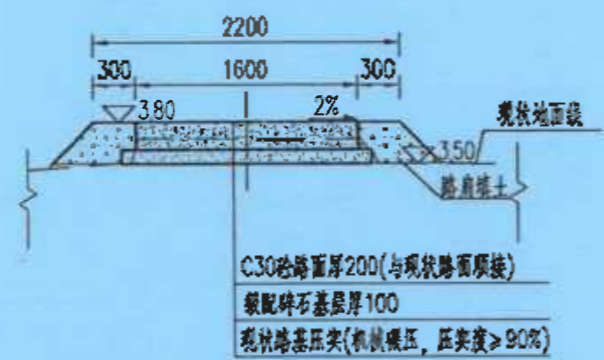 2200
300 1600 300
380 2% 现状地面线
350
路肩填土
C30砼路面厚200(与现状路面顺接)
级配碎石基层厚100
现状路基压实(机械碾压, 压实度≥90%)